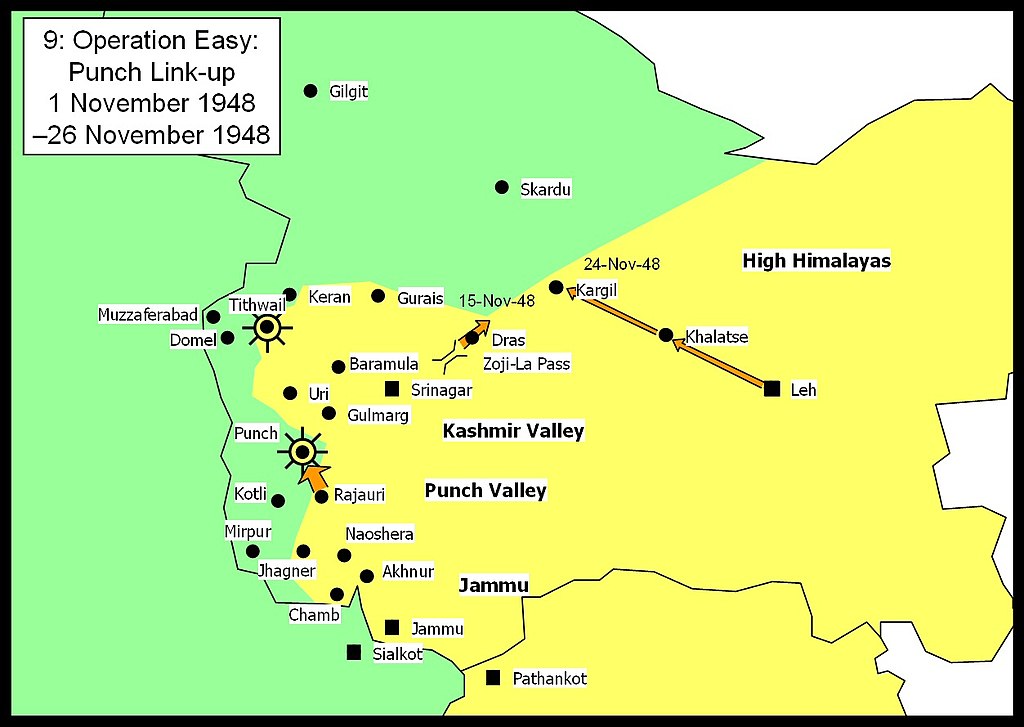 9: Operation Easy:
Punch Link-up
1 November 1948
–26 November 1948
Gilgit
Skardu
High Himalayas
24-Nov-48
Kargil
Keran
Gurais
15-Nov-48
Tithwail
Muzzaferabad
Domel
Dras
Khalatse
Baramula
Zoji-La Pass
Uri
Srinagar
Leh
Gulmarg
Punch
Kashmir Valley
Kotli
Rajauri
Punch Valley
Mirpur
Naoshera
Jhagner
Akhnur
Jammu
Chamb
Jammu
Sialkot
Pathankot